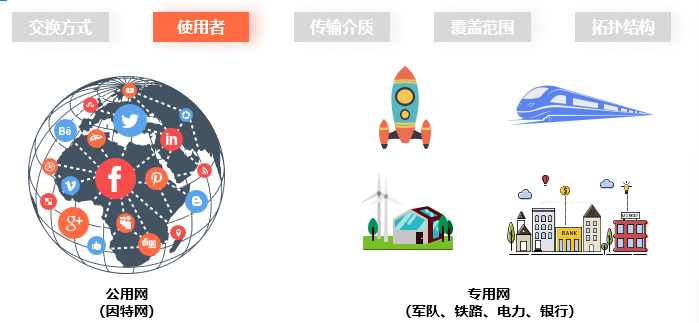 交换方式
使用者
传输介质
覆盖范围
拓扑结构
Bē
in
f
g+
digg
$
BANK
MARKET
公用网
(因特网)
专用网
(军队、铁路、电力、银行)